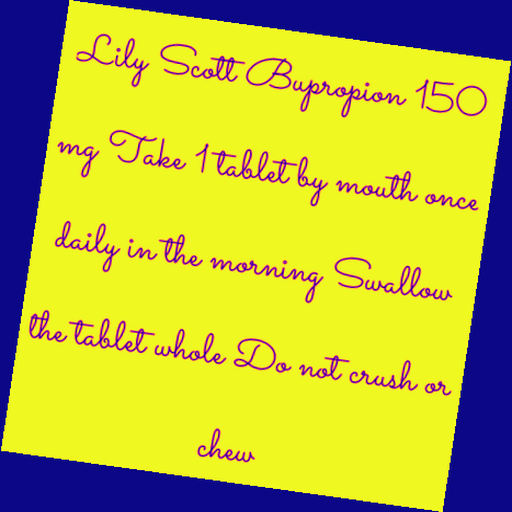 Lily Scott Bupropion 150
mg Take 1 tablet by mouth once
daily in the morning Swallow
the tablet whole Do not crush or
chew